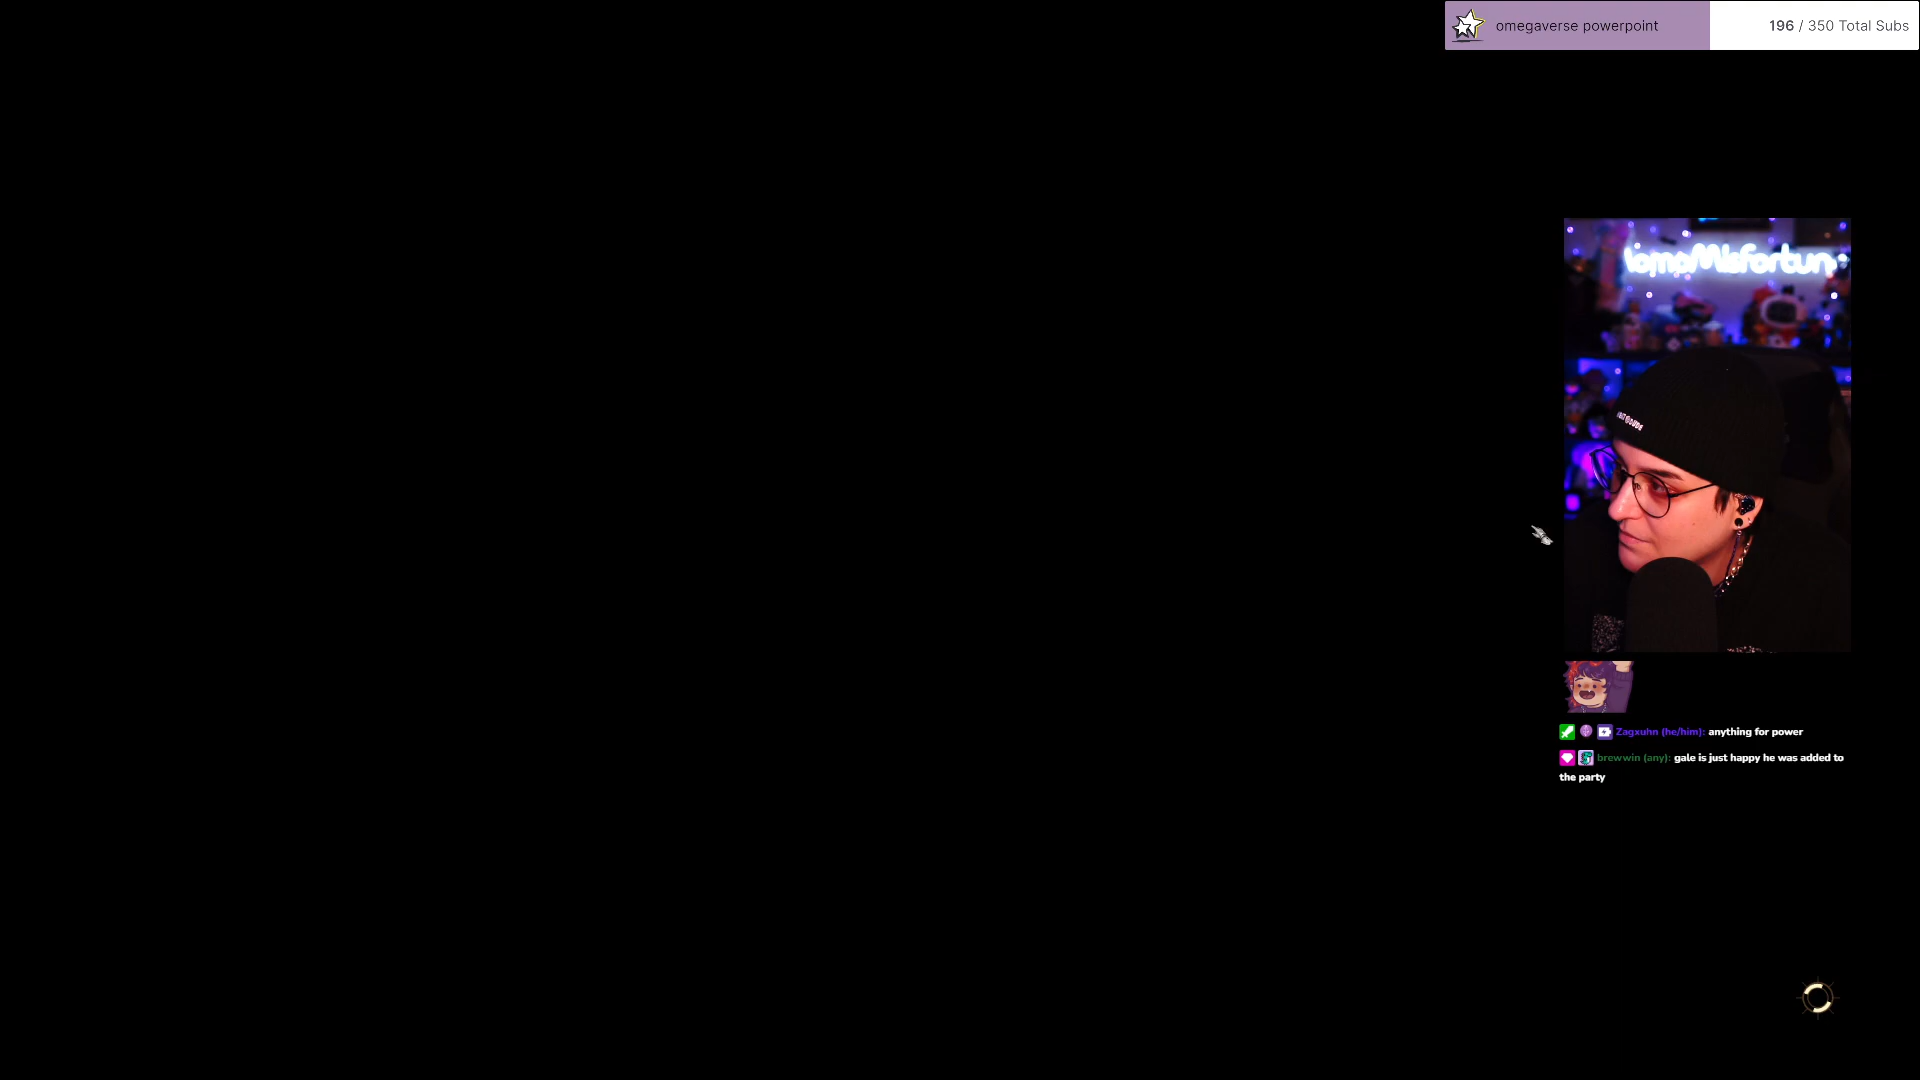 omegaverse powerpoint
196 / 350 Total Subs
Zagxuhn (he/him): anything for power
brewwin (any): gale is just happy he was added to
the party